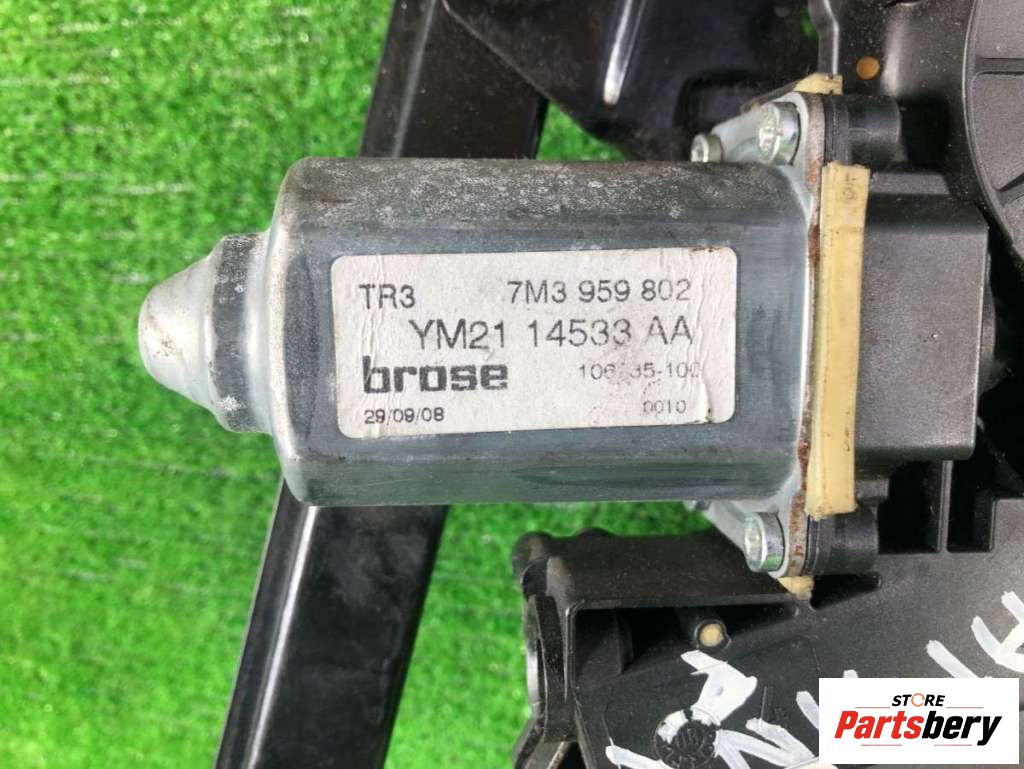 TR3 7M3 959 802
YM21 14533 AA
brose
29/09/08 0010
STORE
Partsbery